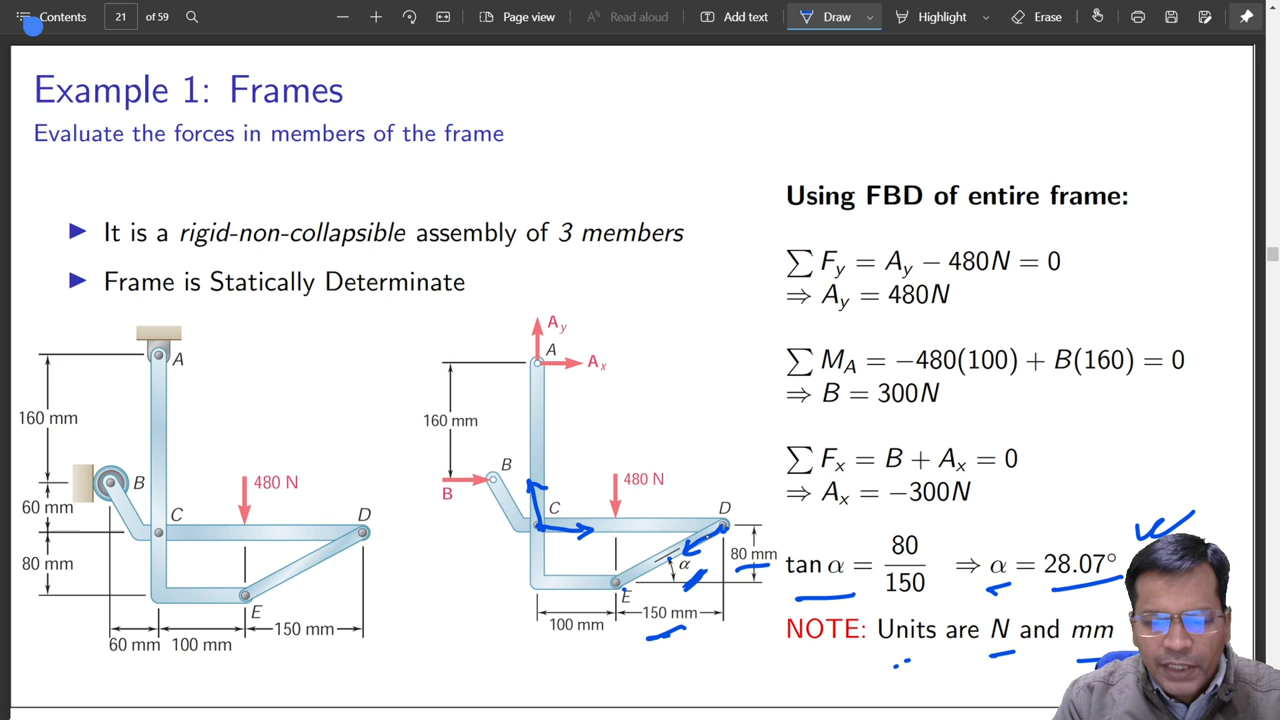 Contents
21
of 59
Page view
Read aloud
Add text
Draw
Highlight
Erase
Example 1: Frames
Evaluate the forces in members of the frame
► It is a rigid-non-collapsible assembly of 3 members
► Frame is Statically Determinate
A
160 mm
B
480 N
60 mm
C
D
80 mm
E
60 mm
100 mm
150 mm
A_y
A
A_x
160 mm
B
B
480 N
C
D
80 mm
α
E
100 mm
150 mm
Using FBD of entire frame:
∑ F_y = A_y − 480N = 0
⇒ A_y = 480N
∑ M_A = −480(100) + B(160) = 0
⇒ B = 300N
∑ F_x = B + A_x = 0
⇒ A_x = −300N
tan α = 80/150 ⇒ α = 28.07°
NOTE: Units are N and mm